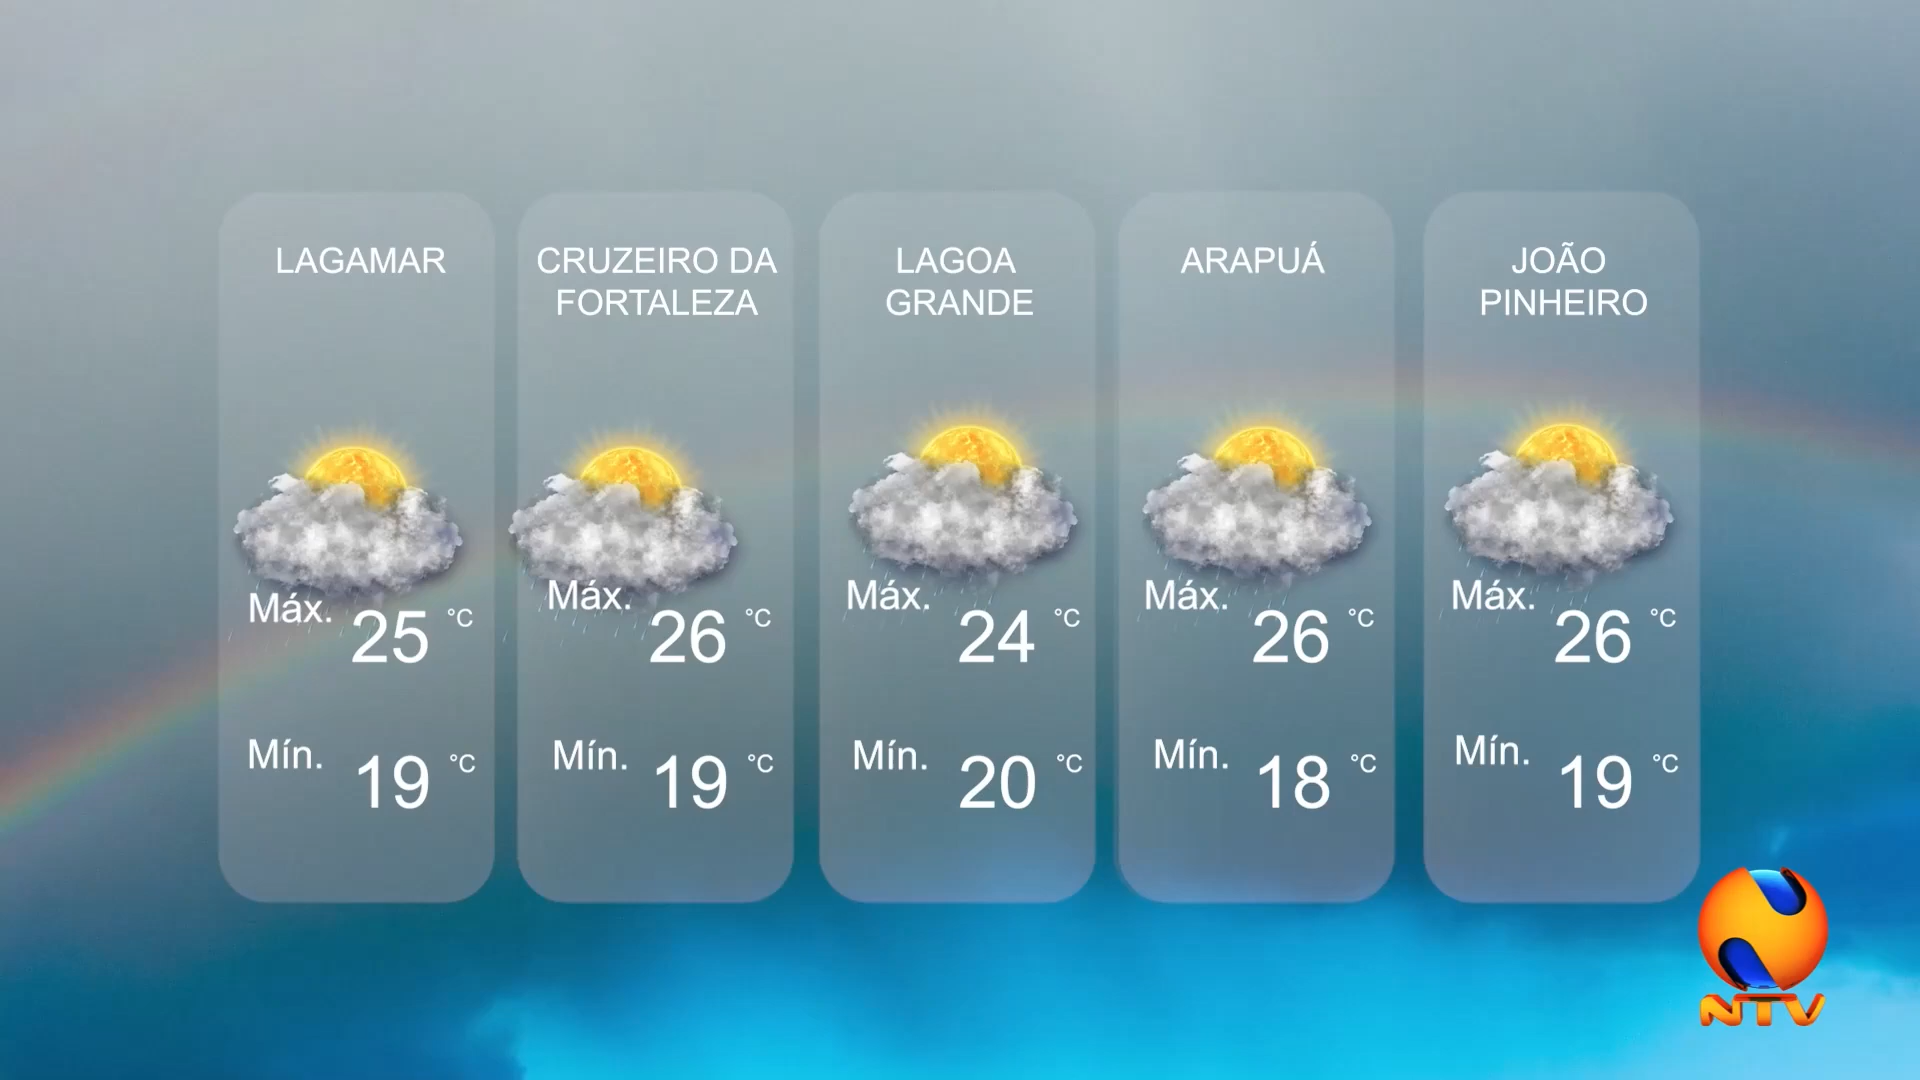 LAGAMAR
Máx. 25 °C
Mín. 19 °C
CRUZEIRO DA
FORTALEZA
Máx. 26 °C
Mín. 19 °C
LAGOA
GRANDE
Máx. 24 °C
Mín. 20 °C
ARAPUÁ
Máx. 26 °C
Mín. 18 °C
JOÃO
PINHEIRO
Máx. 26 °C
Mín. 19 °C
NTV